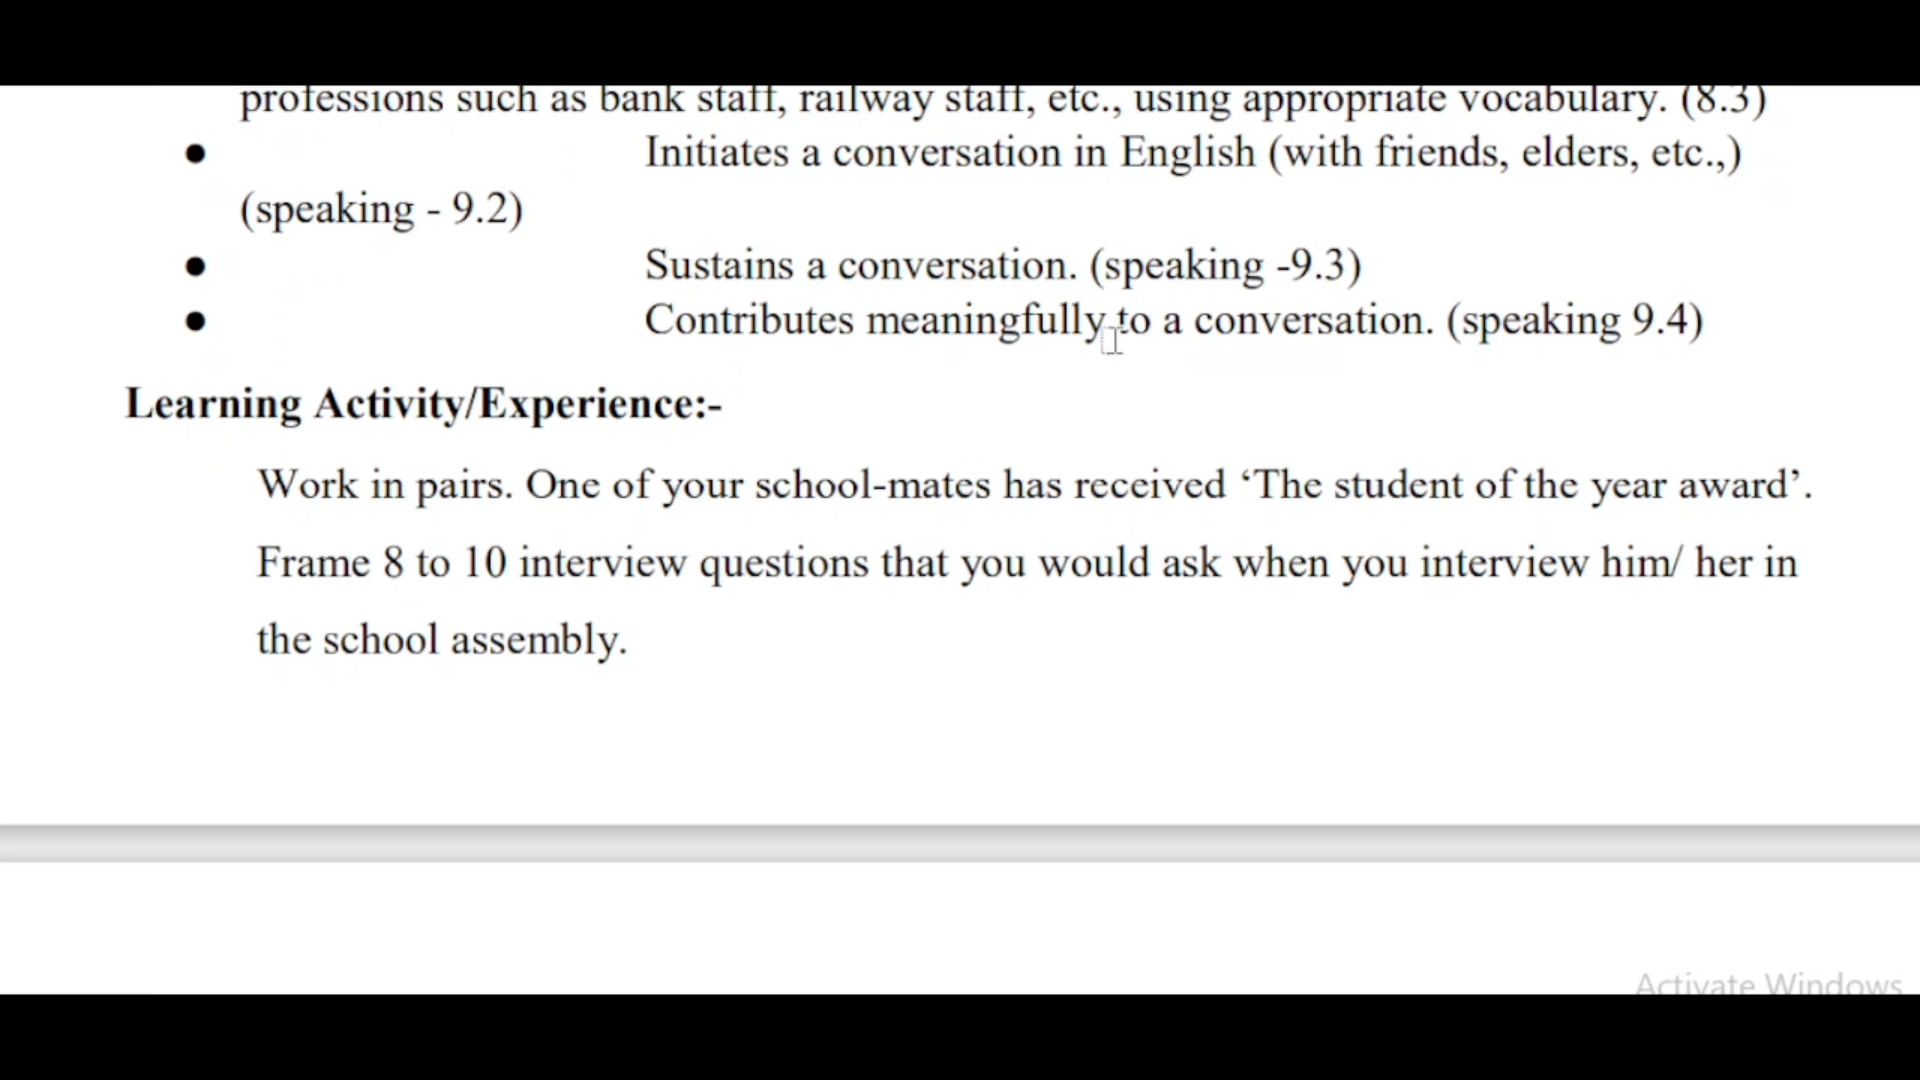 professions such as bank staff, railway staff, etc., using appropriate vocabulary. (8.3)
● Initiates a conversation in English (with friends, elders, etc.,)
(speaking - 9.2)
● Sustains a conversation. (speaking -9.3)
● Contributes meaningfully to a conversation. (speaking 9.4)
Learning Activity/Experience:-
Work in pairs. One of your school-mates has received ‘The student of the year award’.
Frame 8 to 10 interview questions that you would ask when you interview him/ her in
the school assembly.
Activate Windows